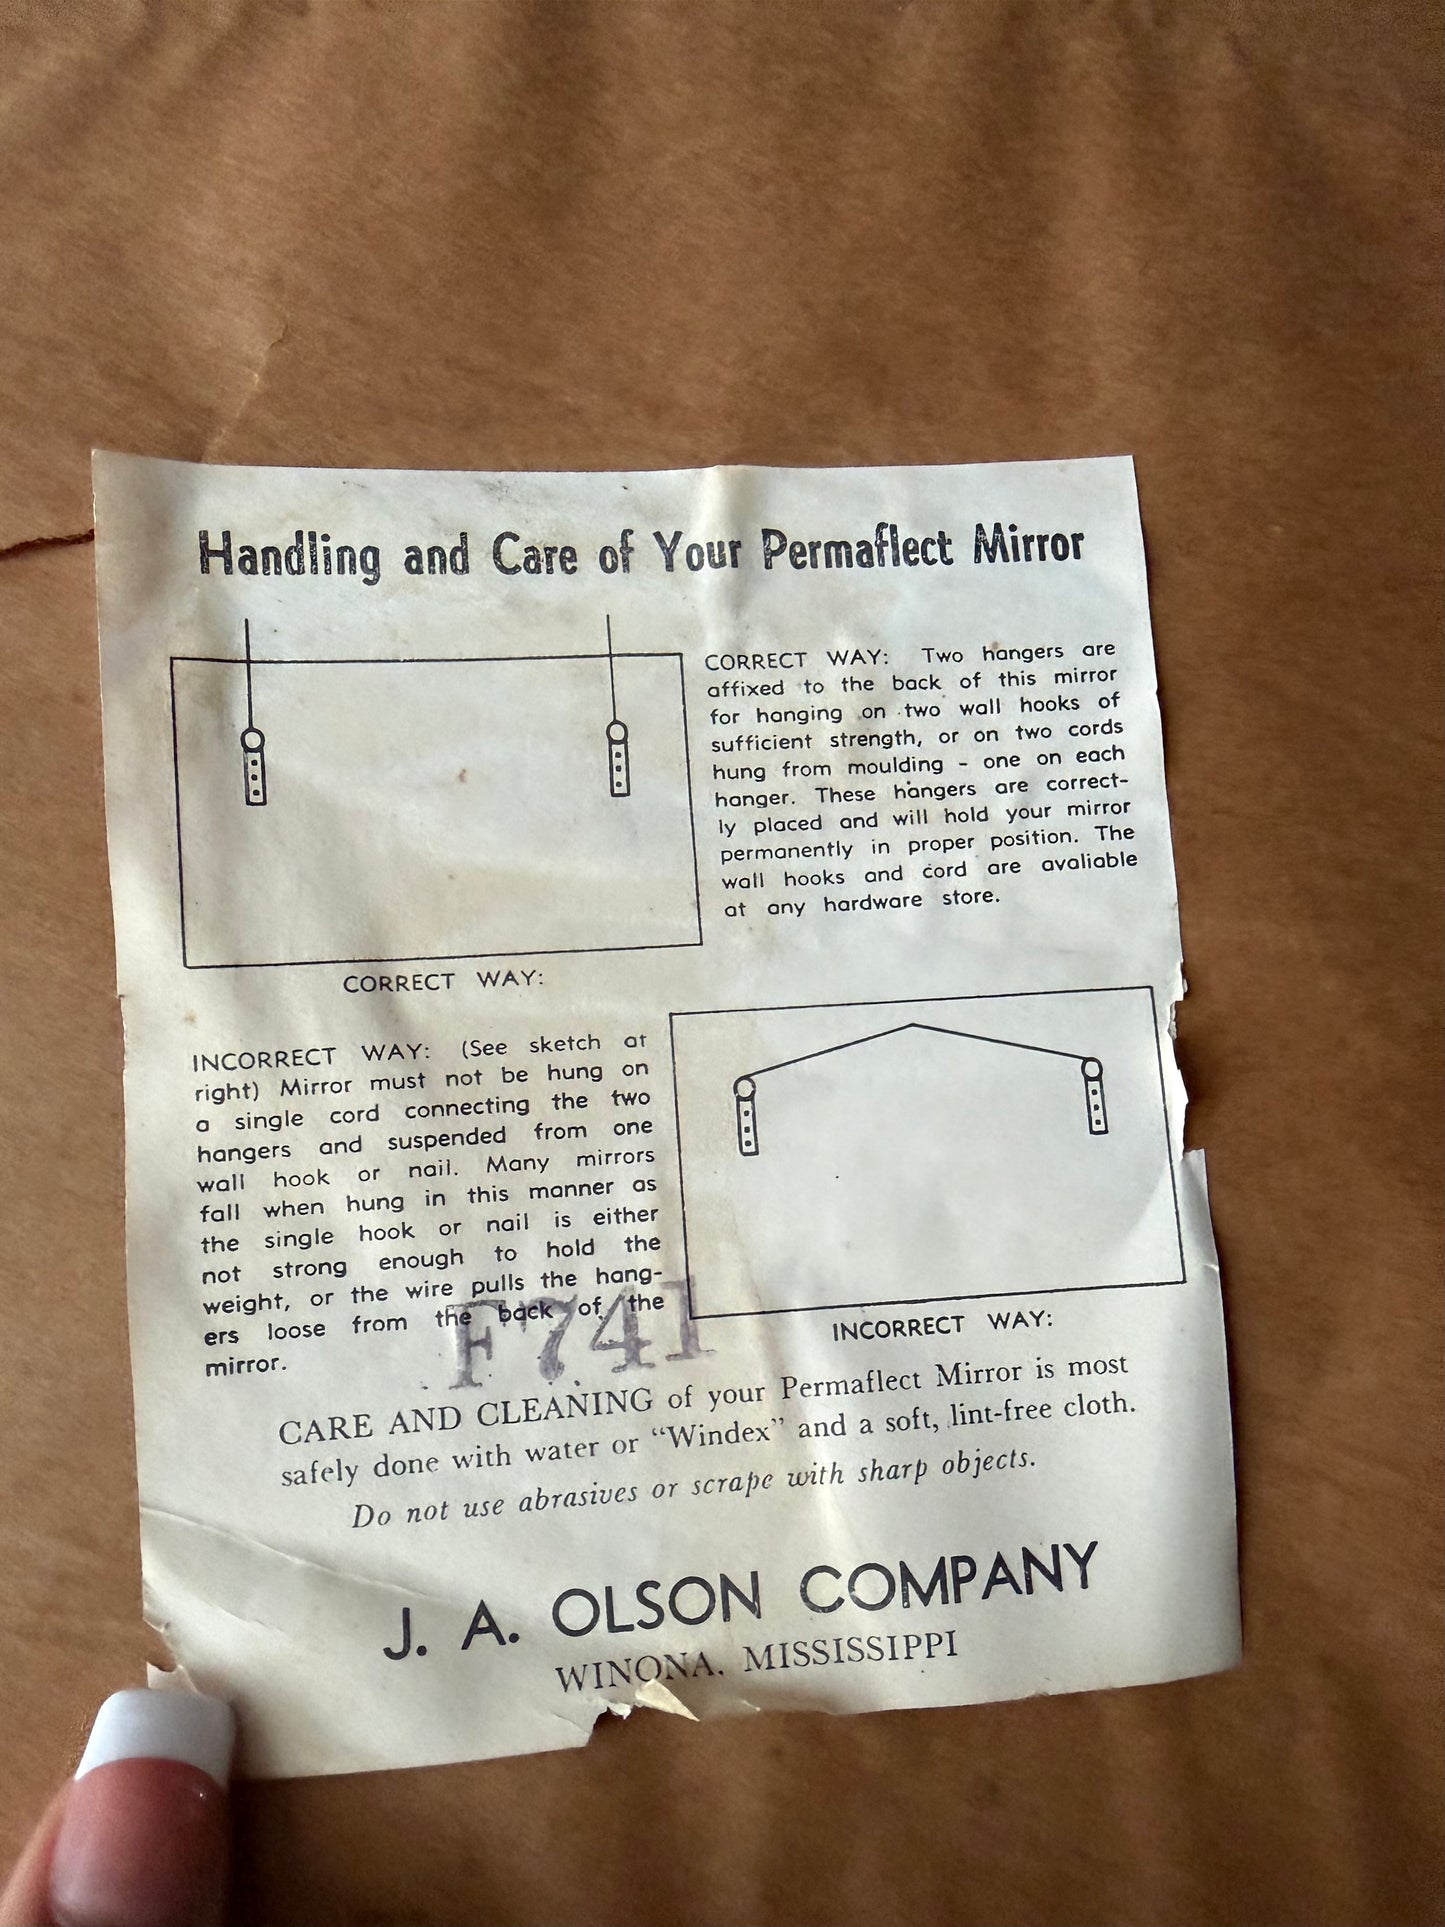 Handling and Care of Your Permaflect Mirror
CORRECT WAY: Two hangers are
affixed to the back of this mirror
for hanging on two wall hooks of
sufficient strength, or on two cords
hung from moulding - one on each
hanger. These hangers are correct-
ly placed and will hold your mirror
permanently in proper position. The
wall hooks and cord are avaliable
at any hardware store.
CORRECT WAY:
INCORRECT WAY: (See sketch at
right) Mirror must not be hung on
a single cord connecting the two
hangers and suspended from one
wall hook or nail. Many mirrors
fall when hung in this manner as
the single hook or nail is either
not strong enough to hold the
weight, or the wire pulls the hang-
ers loose from the back of the
mirror.
F741
INCORRECT WAY:
CARE AND CLEANING of your Permaflect Mirror is most
safely done with water or “Windex” and a soft, lint-free cloth.
Do not use abrasives or scrape with sharp objects.
J. A. OLSON COMPANY
WINONA, MISSISSIPPI